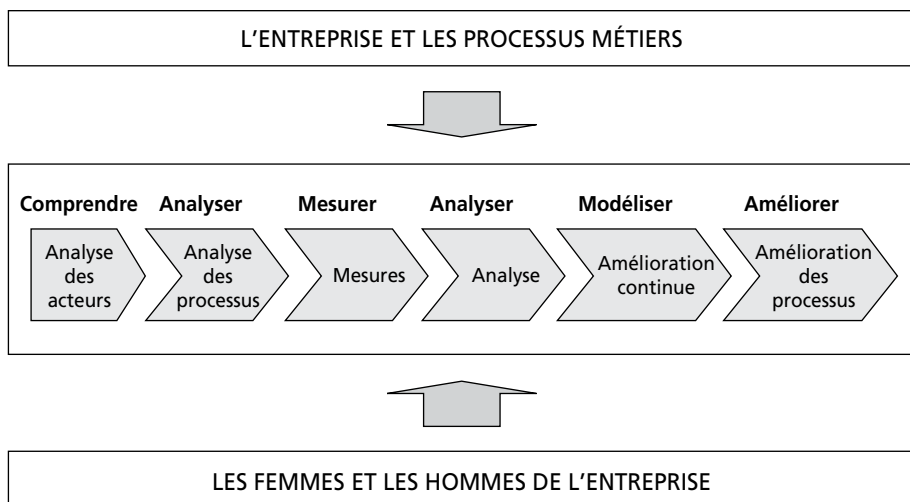 L'ENTREPRISE ET LES PROCESSUS MÉTIERS
Comprendre
Analyser
Mesurer
Analyser
Modéliser
Améliorer
Analyse
des
acteurs
Analyse
des
processus
Mesures
Analyse
Amélioration
continue
Amélioration
des
processus
LES FEMMES ET LES HOMMES DE L'ENTREPRISE